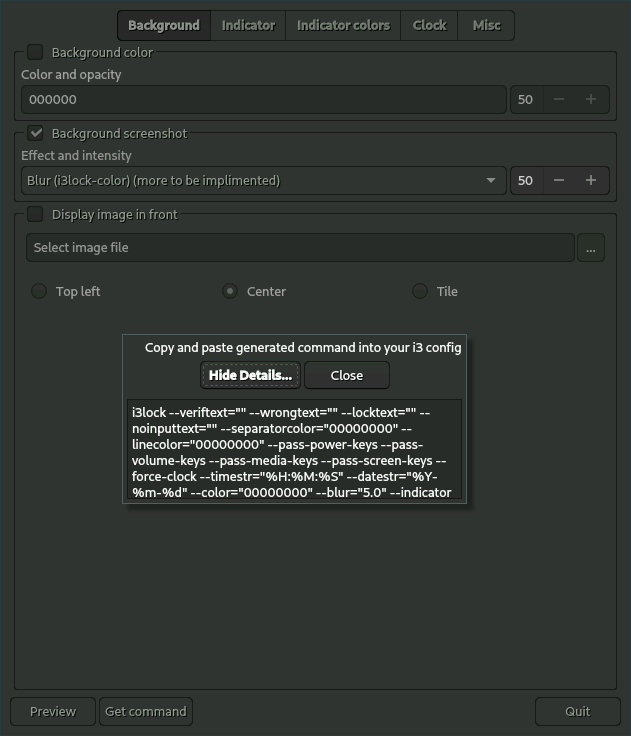 Background Indicator Indicator colors Clock Misc
Background color
Color and opacity
000000 50 − +
Background screenshot
Effect and intensity
Blur (i3lock-color) (more to be implimented) 50 − +
Display image in front
Select image file ...
Top left Center Tile
Copy and paste generated command into your i3 config
Hide Details... Close
i3lock --veriftext="" --wrongtext="" --locktext="" --
noinputtext="" --separatorcolor="00000000" --
linecolor="00000000" --pass-power-keys --pass-
volume-keys --pass-media-keys --pass-screen-keys --
force-clock --timestr="%H:%M:%S" --datestr="%Y-
%m-%d" --color="00000000" --blur="5.0" --indicator
Preview Get command Quit